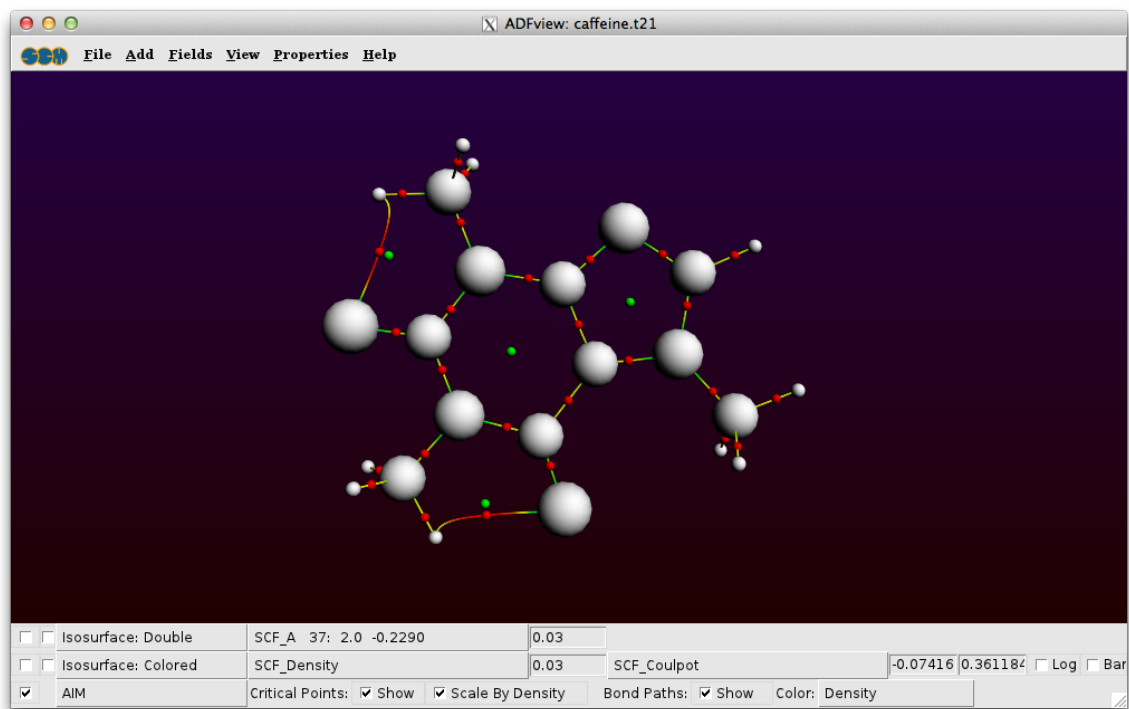 ADFview: caffeine.t21
SCM File Add Fields View Properties Help
Isosurface: Double SCF_A 37: 2.0 -0.2290 0.03
Isosurface: Colored SCF_Density 0.03 SCF_Coulpot -0.07416 0.361184 Log Bar
AIM Critical Points: Show Scale By Density Bond Paths: Show Color: Density